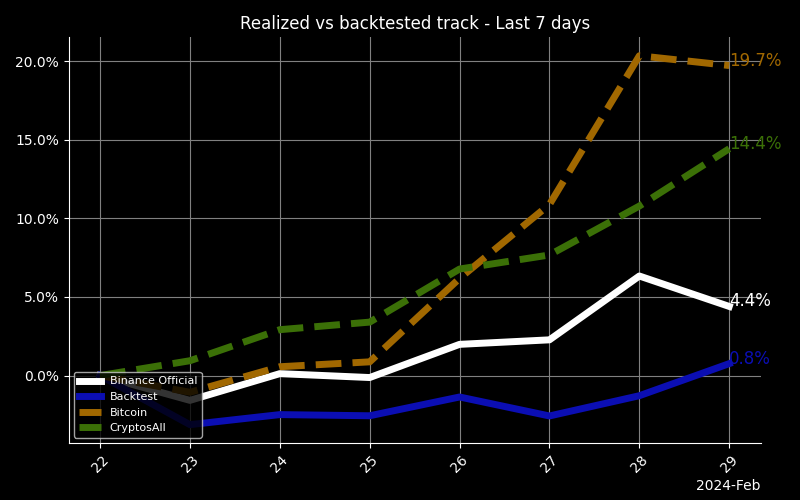 Realized vs backtested track - Last 7 days
20.0%
15.0%
10.0%
5.0%
0.0%
19.7%
14.4%
4.4%
0.8%
Binance Official
Backtest
Bitcoin
CryptosAll
22
23
24
25
26
27
28
29
2024-Feb